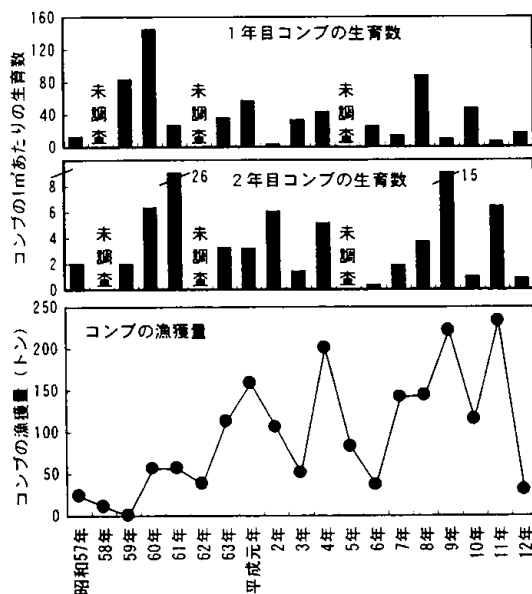 コンブの1㎡あたりの生育数
160
120
80
40
0
1年目コンブの生育数
未調査
未調査
未調査
8
6
4
2
0
2年目コンブの生育数
26
15
未調査
未調査
未調査
コンブの漁獲量(トン)
250
200
150
100
50
0
コンブの漁獲量
昭和57年
58年
59年
60年
61年
62年
63年
平成元年
2年
3年
4年
5年
6年
7年
8年
9年
10年
11年
12年